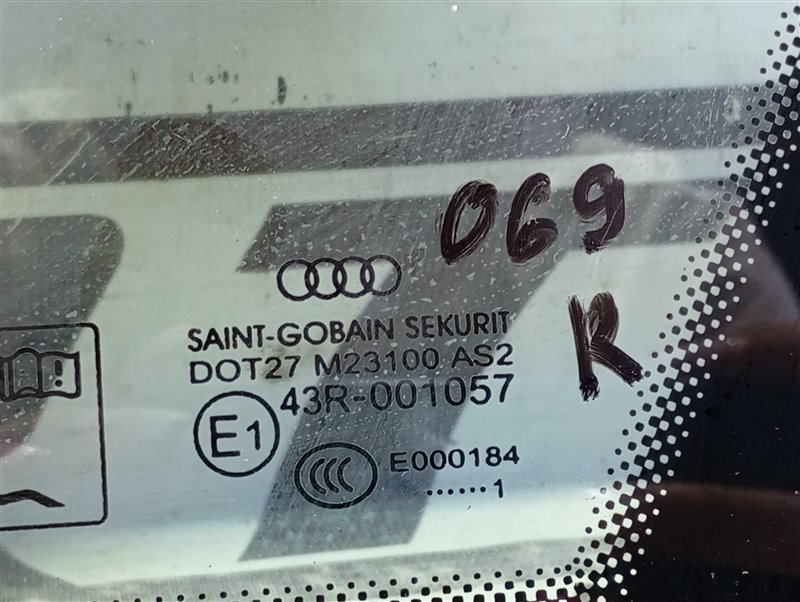 069
R
SAINT-GOBAIN SEKURIT
DOT27 M23100 AS2
43R-001057
E1
CCC
E000184
......1
!